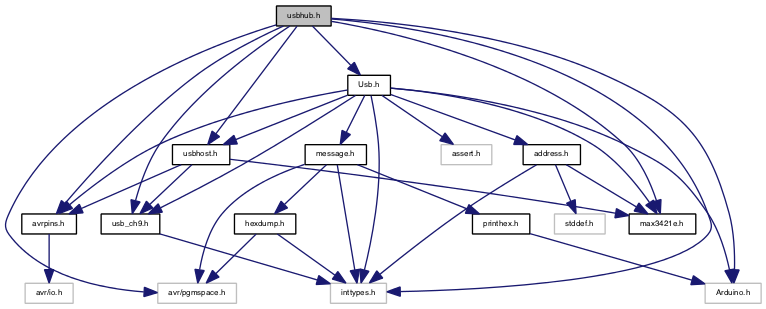 usbhub.h
Usb.h
usbhost.h
message.h
assert.h
address.h
avrpins.h
usb_ch9.h
hexdump.h
printhex.h
stddef.h
max3421e.h
avr/io.h
avr/pgmspace.h
inttypes.h
Arduino.h